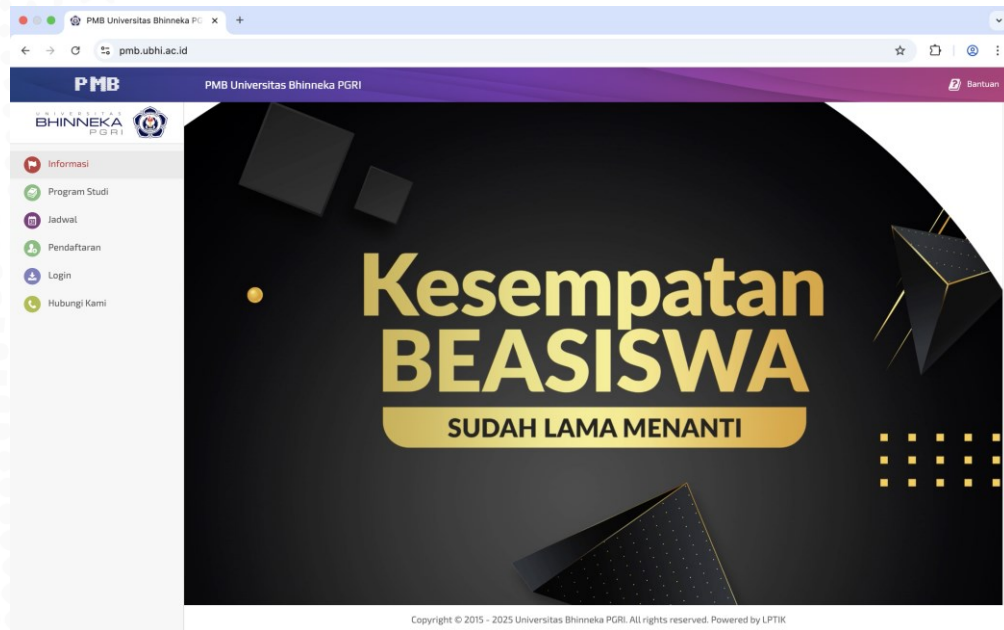 PMB Universitas Bhinneka PG
pmb.ubhi.ac.id
PMB
PMB Universitas Bhinneka PGRI
Bantuan
UNIVERSITAS
BHINNEKA
PGRI
Informasi
Program Studi
Jadwal
Pendaftaran
Login
Hubungi Kami
Kesempatan
BEASISWA
SUDAH LAMA MENANTI
Copyright © 2015 - 2025 Universitas Bhinneka PGRI. All rights reserved. Powered by LPTIK